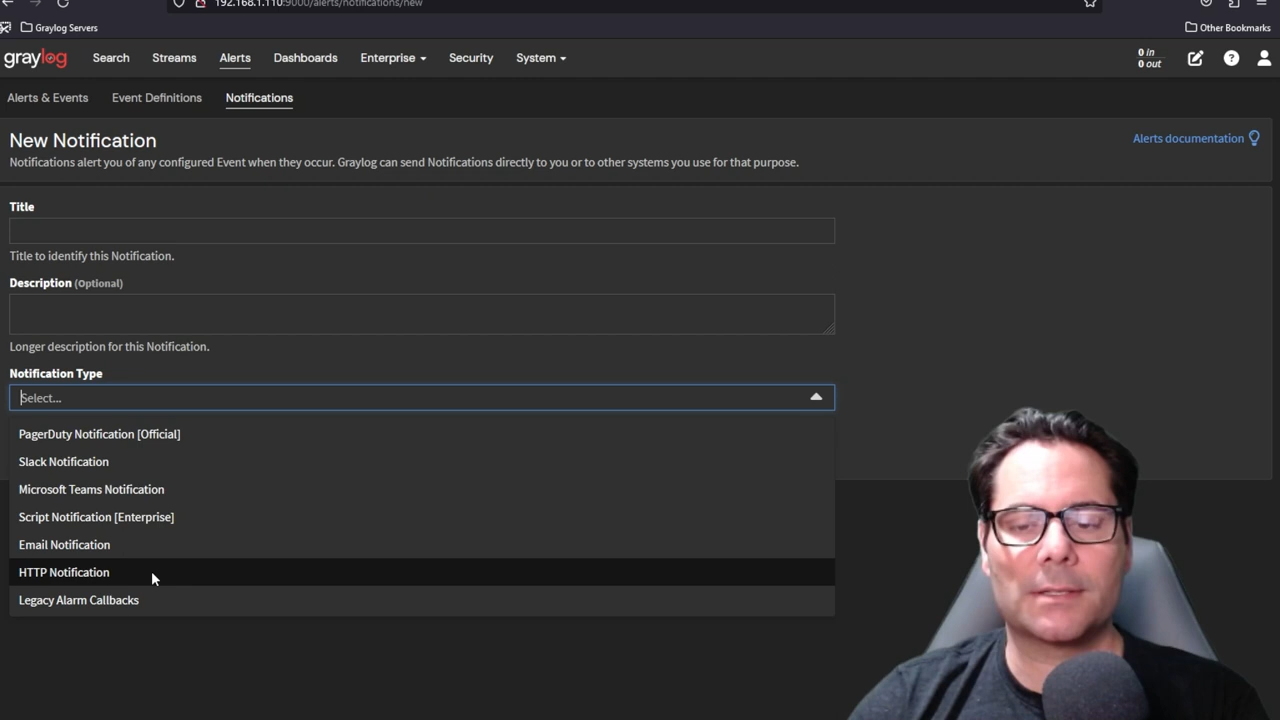 192.168.1.110:9000/alerts/notifications/new
Graylog Servers
Other Bookmarks
graylog
Search
Streams
Alerts
Dashboards
Enterprise
Security
System
0 in
0 out
Alerts & Events
Event Definitions
Notifications
New Notification
Alerts documentation
Notifications alert you of any configured Event when they occur. Graylog can send Notifications directly to you or to other systems you use for that purpose.
Title
Title to identify this Notification.
Description (Optional)
Longer description for this Notification.
Notification Type
Select...
PagerDuty Notification [Official]
Slack Notification
Microsoft Teams Notification
Script Notification [Enterprise]
Email Notification
HTTP Notification
Legacy Alarm Callbacks